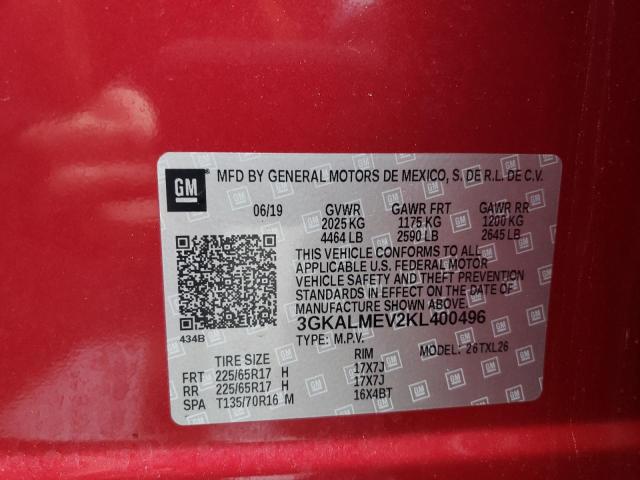 GM
MFD BY GENERAL MOTORS DE MEXICO, S. DE R.L. DE C.V.
06/19 GVWR GAWR FRT GAWR RR
2025 KG 1175 KG 1200 KG
4464 LB 2590 LB 2645 LB
THIS VEHICLE CONFORMS TO ALL
APPLICABLE U.S. FEDERAL MOTOR
VEHICLE SAFETY AND THEFT PREVENTION
STANDARDS IN EFFECT ON THE DATE
OF MANUFACTURE SHOWN ABOVE.
434B
3GKALMEV2KL400496
TYPE: M.P.V. MODEL: 26TXL26
TIRE SIZE RIM
FRT 225/65R17 H 17X7J
RR 225/65R17 H 17X7J
SPA T135/70R16 M 16X4BT